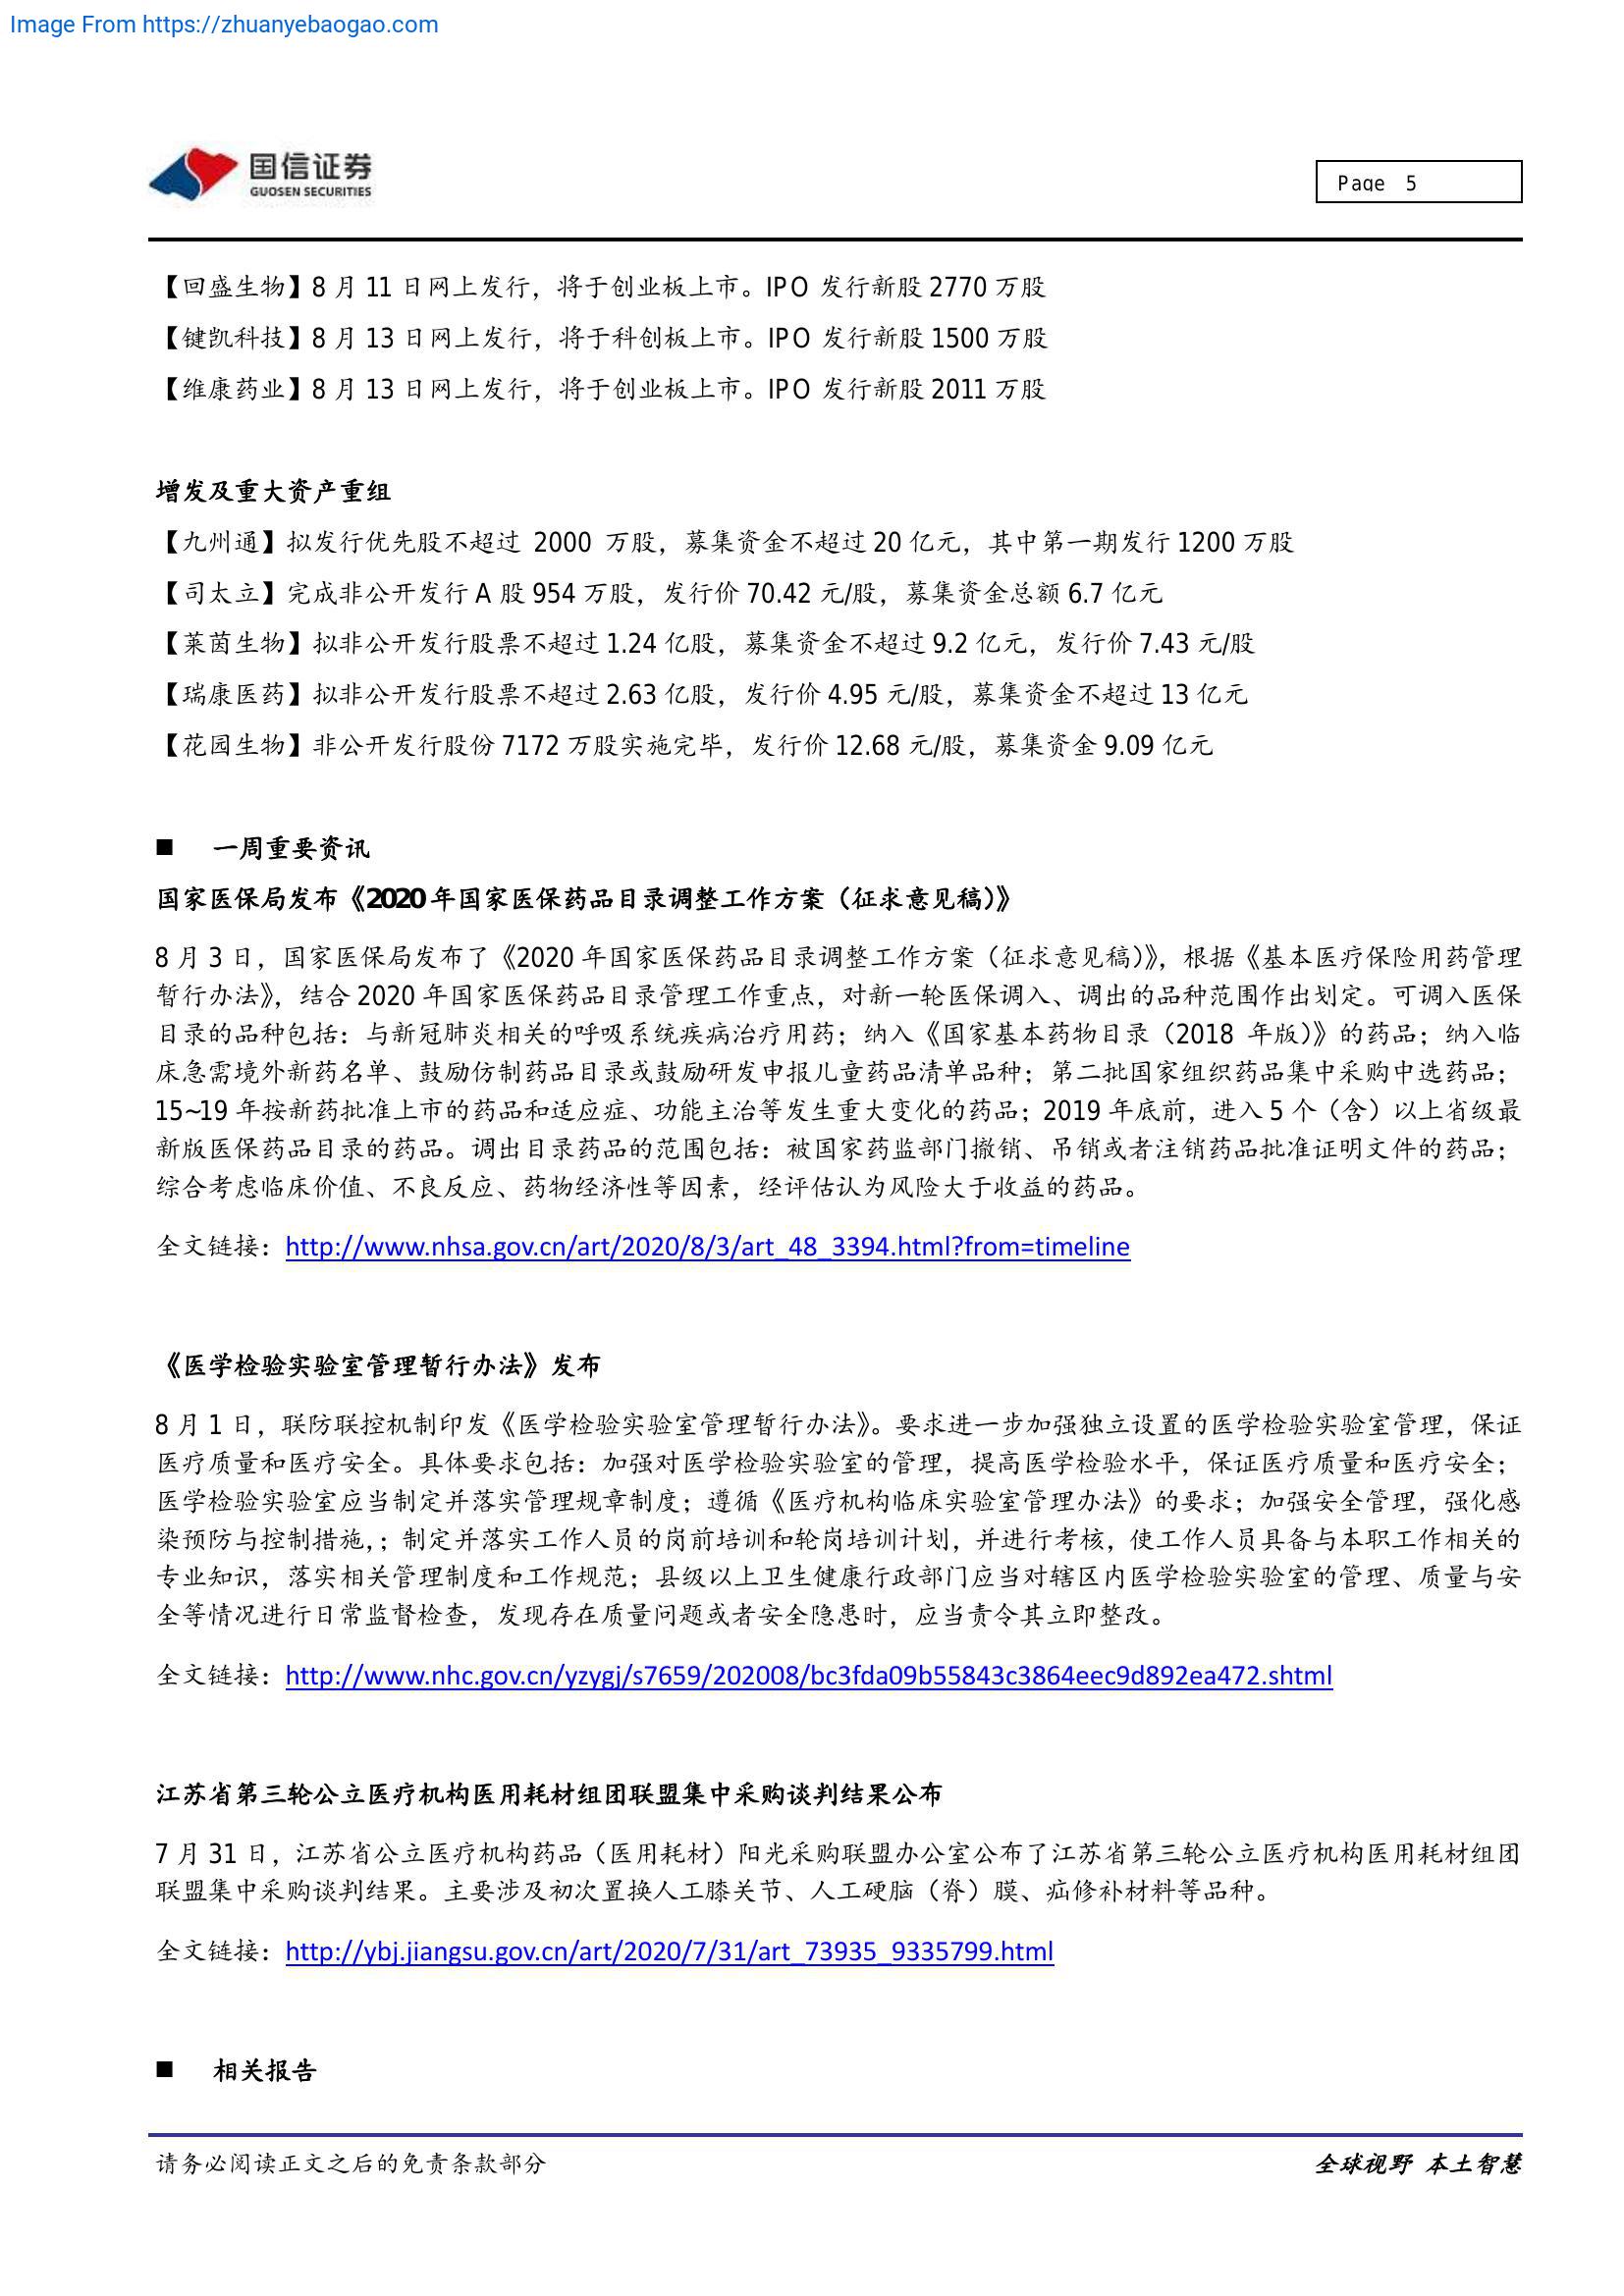 Image From https://zhuanyebaogao.com
国信证券
GUOSEN SECURITIES
Page 5
【回盛生物】8 月 11 日网上发行，将于创业板上市。IPO 发行新股 2770 万股
【键凯科技】8 月 13 日网上发行，将于科创板上市。IPO 发行新股 1500 万股
【维康药业】8 月 13 日网上发行，将于创业板上市。IPO 发行新股 2011 万股
增发及重大资产重组
【九州通】拟发行优先股不超过 2000 万股，募集资金不超过 20 亿元，其中第一期发行 1200 万股
【司太立】完成非公开发行 A 股 954 万股，发行价 70.42 元/股，募集资金总额 6.7 亿元
【莱茵生物】拟非公开发行股票不超过 1.24 亿股，募集资金不超过 9.2 亿元，发行价 7.43 元/股
【瑞康医药】拟非公开发行股票不超过 2.63 亿股，发行价 4.95 元/股，募集资金不超过 13 亿元
【花园生物】非公开发行股份 7172 万股实施完毕，发行价 12.68 元/股，募集资金 9.09 亿元
■ 一周重要资讯
国家医保局发布《2020 年国家医保药品目录调整工作方案（征求意见稿）》
8 月 3 日，国家医保局发布了《2020 年国家医保药品目录调整工作方案（征求意见稿）》，根据《基本医疗保险用药管理
暂行办法》，结合 2020 年国家医保药品目录管理工作重点，对新一轮医保调入、调出的品种范围作出划定。可调入医保
目录的品种包括：与新冠肺炎相关的呼吸系统疾病治疗用药；纳入《国家基本药物目录（2018 年版）》的药品；纳入临
床急需境外新药名单、鼓励仿制药品目录或鼓励研发申报儿童药品清单品种；第二批国家组织药品集中采购中选药品；
15~19 年按新药批准上市的药品和适应症、功能主治等发生重大变化的药品；2019 年底前，进入 5 个（含）以上省级最
新版医保药品目录的药品。调出目录药品的范围包括：被国家药监部门撤销、吊销或者注销药品批准证明文件的药品；
综合考虑临床价值、不良反应、药物经济性等因素，经评估认为风险大于收益的药品。
全文链接：http://www.nhsa.gov.cn/art/2020/8/3/art_48_3394.html?from=timeline
《医学检验实验室管理暂行办法》发布
8 月 1 日，联防联控机制印发《医学检验实验室管理暂行办法》。要求进一步加强独立设置的医学检验实验室管理，保证
医疗质量和医疗安全。具体要求包括：加强对医学检验实验室的管理，提高医学检验水平，保证医疗质量和医疗安全；
医学检验实验室应当制定并落实管理规章制度；遵循《医疗机构临床实验室管理办法》的要求；加强安全管理，强化感
染预防与控制措施，；制定并落实工作人员的岗前培训和轮岗培训计划，并进行考核，使工作人员具备与本职工作相关的
专业知识，落实相关管理制度和工作规范；县级以上卫生健康行政部门应当对辖区内医学检验实验室的管理、质量与安
全等情况进行日常监督检查，发现存在质量问题或者安全隐患时，应当责令其立即整改。
全文链接：http://www.nhc.gov.cn/yzygj/s7659/202008/bc3fda09b55843c3864eec9d892ea472.shtml
江苏省第三轮公立医疗机构医用耗材组团联盟集中采购谈判结果公布
7 月 31 日，江苏省公立医疗机构药品（医用耗材）阳光采购联盟办公室公布了江苏省第三轮公立医疗机构医用耗材组团
联盟集中采购谈判结果。主要涉及初次置换人工膝关节、人工硬脑（脊）膜、疝修补材料等品种。
全文链接：http://ybj.jiangsu.gov.cn/art/2020/7/31/art_73935_9335799.html
■ 相关报告
请务必阅读正文之后的免责条款部分
全球视野 本土智慧